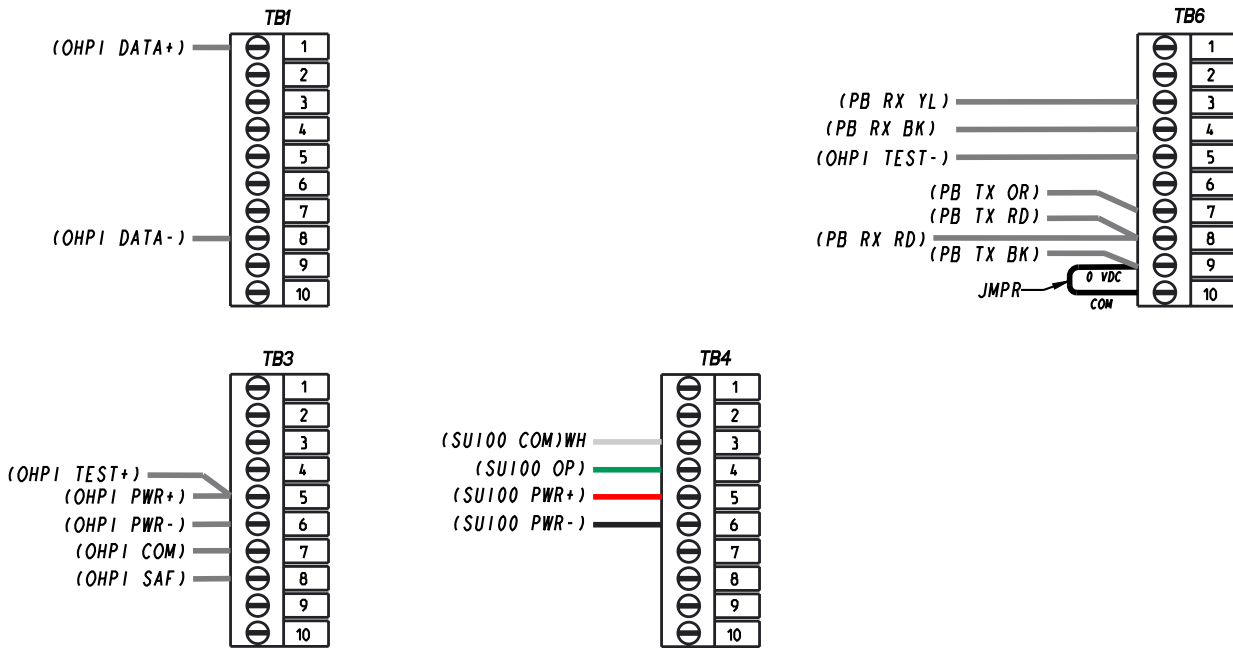 TB1
(OHPI DATA+)
1
2
3
4
5
6
7
(OHPI DATA-)
8
9
10
TB6
1
2
(PB RX YL)
3
(PB RX BK)
4
(OHPI TEST-)
5
6
(PB TX OR)
7
(PB TX RD)
(PB RX RD)
8
(PB TX BK)
9
0 VDC
JMPR
COM
10
TB3
1
2
3
4
(OHPI TEST+)
(OHPI PWR+)
5
(OHPI PWR-)
6
(OHPI COM)
7
(OHPI SAF)
8
9
10
TB4
1
2
(SU100 COM)WH
3
(SU100 OP)
4
(SU100 PWR+)
5
(SU100 PWR-)
6
7
8
9
10